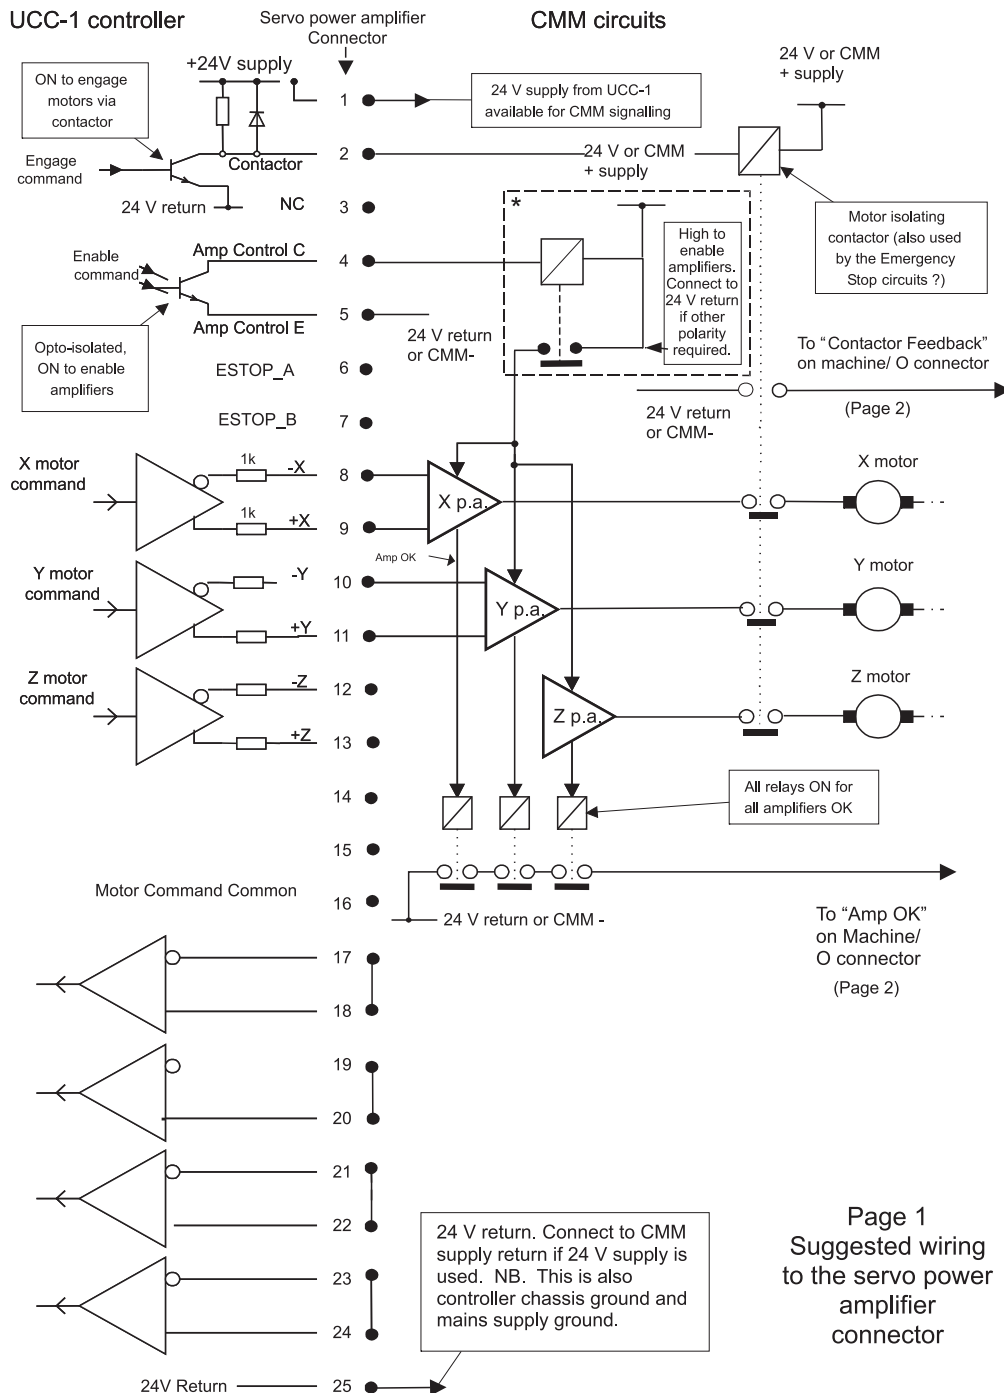 UCC-1 controller
Servo power amplifier
Connector
CMM circuits
+24V supply
ON to engage
motors via
contactor
Engage
command
Contactor
24 V return
NC
1
24 V supply from UCC-1
available for CMM signalling
24 V or CMM
+ supply
2
24 V or CMM
+ supply
3
Motor isolating
contactor (also used
by the Emergency
Stop circuits ?)
*
High to
enable
amplifiers.
Connect to
24 V return
if other
polarity
required.
Enable
command
Amp Control C
4
Amp Control E
5
24 V return
or CMM-
Opto-isolated,
ON to enable
amplifiers
ESTOP_A
6
ESTOP_B
7
To “Contactor Feedback”
on machine/ O connector
(Page 2)
24 V return
or CMM-
X motor
command
1k
-X
8
1k
+X
9
X p.a.
X motor
Amp OK
Y motor
command
-Y
10
+Y
11
Y p.a.
Y motor
Z motor
command
-Z
12
+Z
13
Z p.a.
Z motor
14
All relays ON for
all amplifiers OK
15
Motor Command Common
16
24 V return or CMM -
To “Amp OK”
on Machine/
O connector
(Page 2)
17
18
19
20
21
22
23
24
24 V return. Connect to CMM
supply return if 24 V supply is
used. NB. This is also
controller chassis ground and
mains supply ground.
24V Return
25
Page 1
Suggested wiring
to the servo power
amplifier
connector